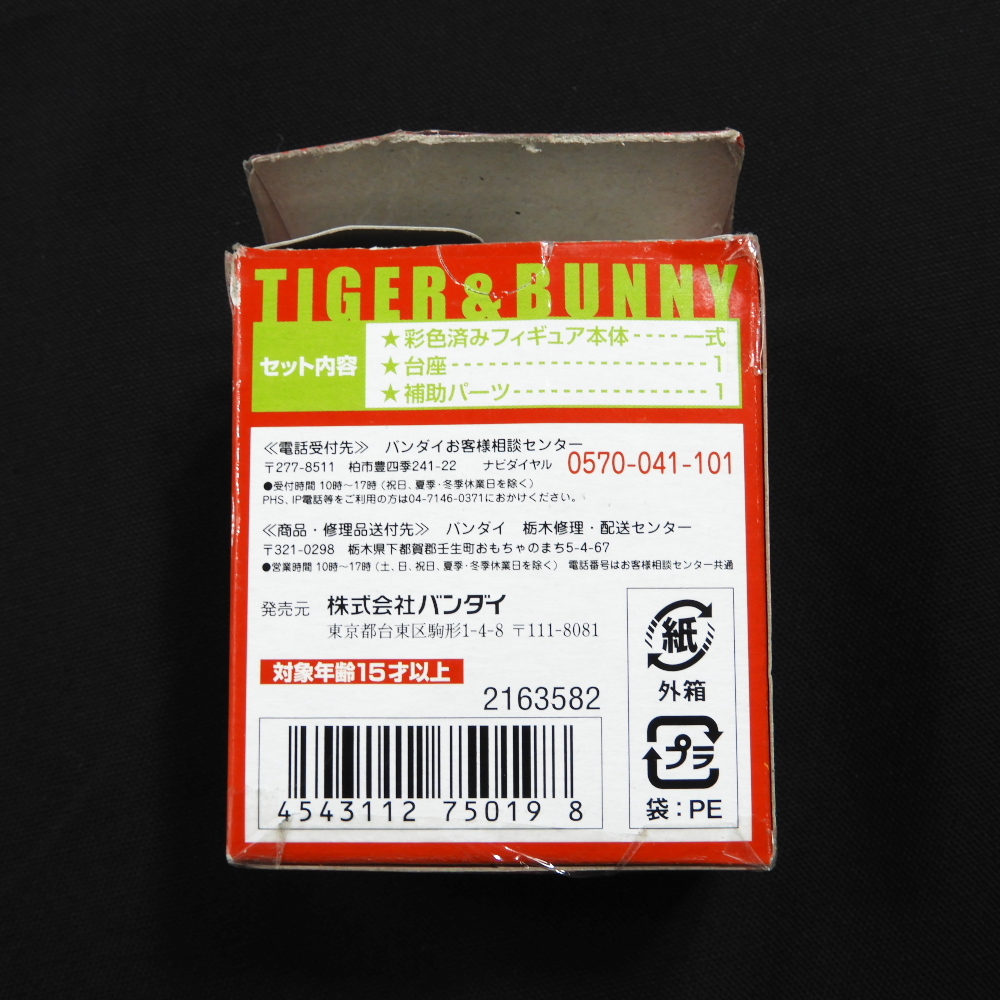 TIGER & BUNNY
セット内容
★彩色済みフィギュア本体-----一式
★台座----------------------1
★補助パーツ-----------------1
≪電話受付先≫ バンダイお客様相談センター
〒277-8511 柏市豊四季241-22 ナビダイヤル 0570-041-101
●受付時間 10時〜17時 (祝日、夏季・冬季休業日を除く)
PHS、IP電話等をご利用の方は04-7146-0371におかけください。
≪商品・修理品送付先≫ バンダイ 栃木修理・配送センター
〒321-0298 栃木県下都賀郡壬生町おもちゃのまち5-4-67
●営業時間 10時〜17時 (土、日、祝日、夏季・冬季休業日を除く) 電話番号はお客様相談センター共通
発売元 株式会社バンダイ
東京都台東区駒形1-4-8 〒111-8081
対象年齢15才以上
2163582
4543112 75019 8
紙
外箱
プラ
袋:PE